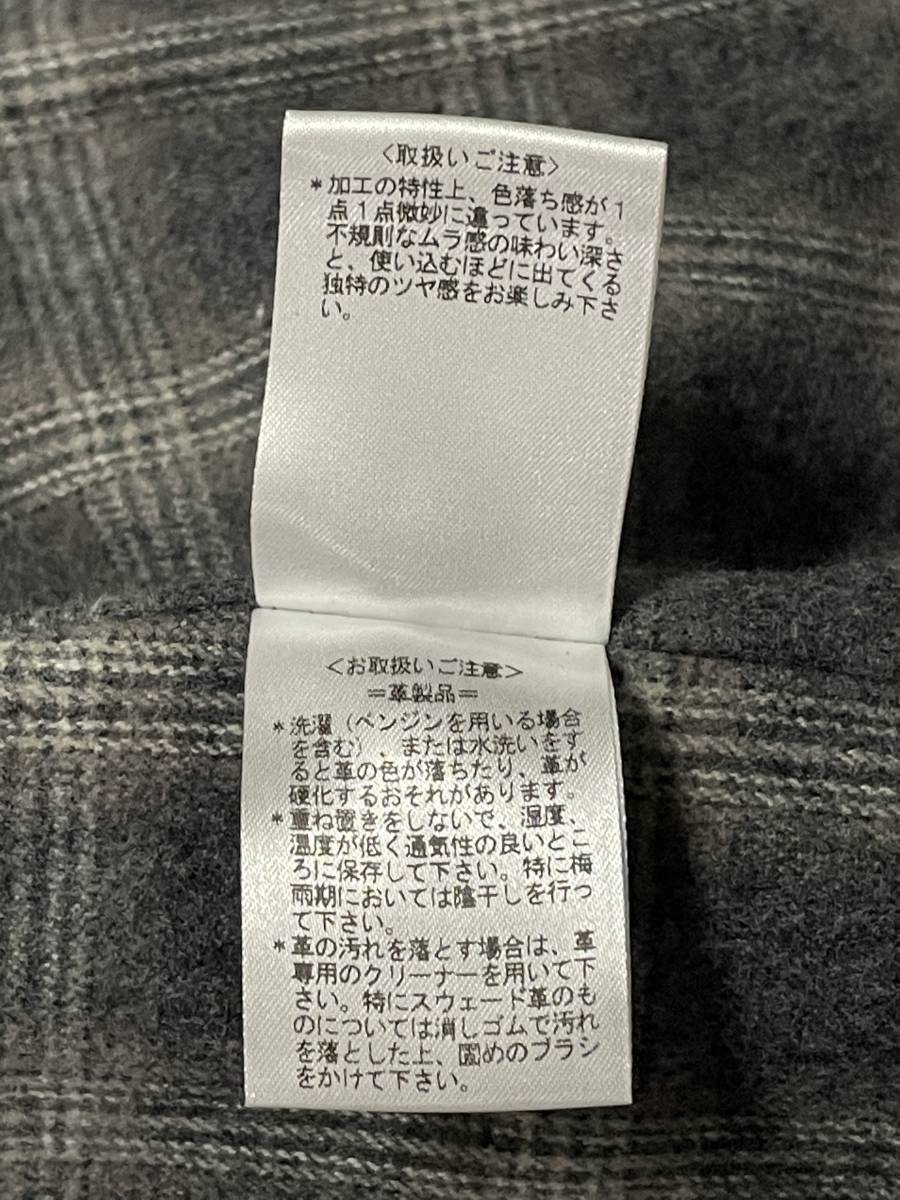 ＜取扱いご注意＞
＊加工の特性上、色落ち感が１
点１点微妙に違っています。
不規則なムラ感の味わい深さ
と、使い込むほどに出てくる
独特のツヤ感をお楽しみ下さ
い。
＜お取扱いご注意＞
＝革製品＝
＊洗濯（ベンジンを用いる場合
を含む）、または水洗いをす
ると革の色が落ちたり、革が
硬化するおそれがあります。
＊重ね置きをしないで、湿度、
温度が低く通気性の良いとこ
ろに保存して下さい。特に梅
雨期においては陰干しを行っ
て下さい。
＊革の汚れを落とす場合は、革
専用のクリーナーを用いて下
さい。特にスウェード革のも
のについては消しゴムで汚れ
を落とした上、固めのブラシ
をかけて下さい。